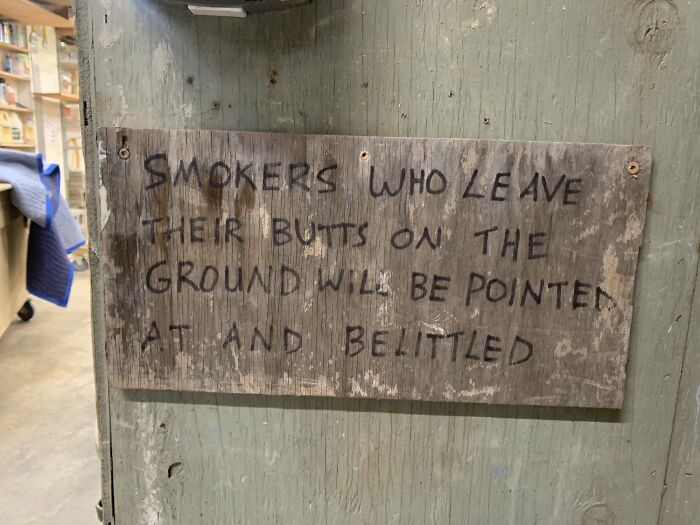 SMOKERS WHO LEAVE
THEIR BUTTS ON THE
GROUND WILL BE POINTED
AT AND BELITTLED